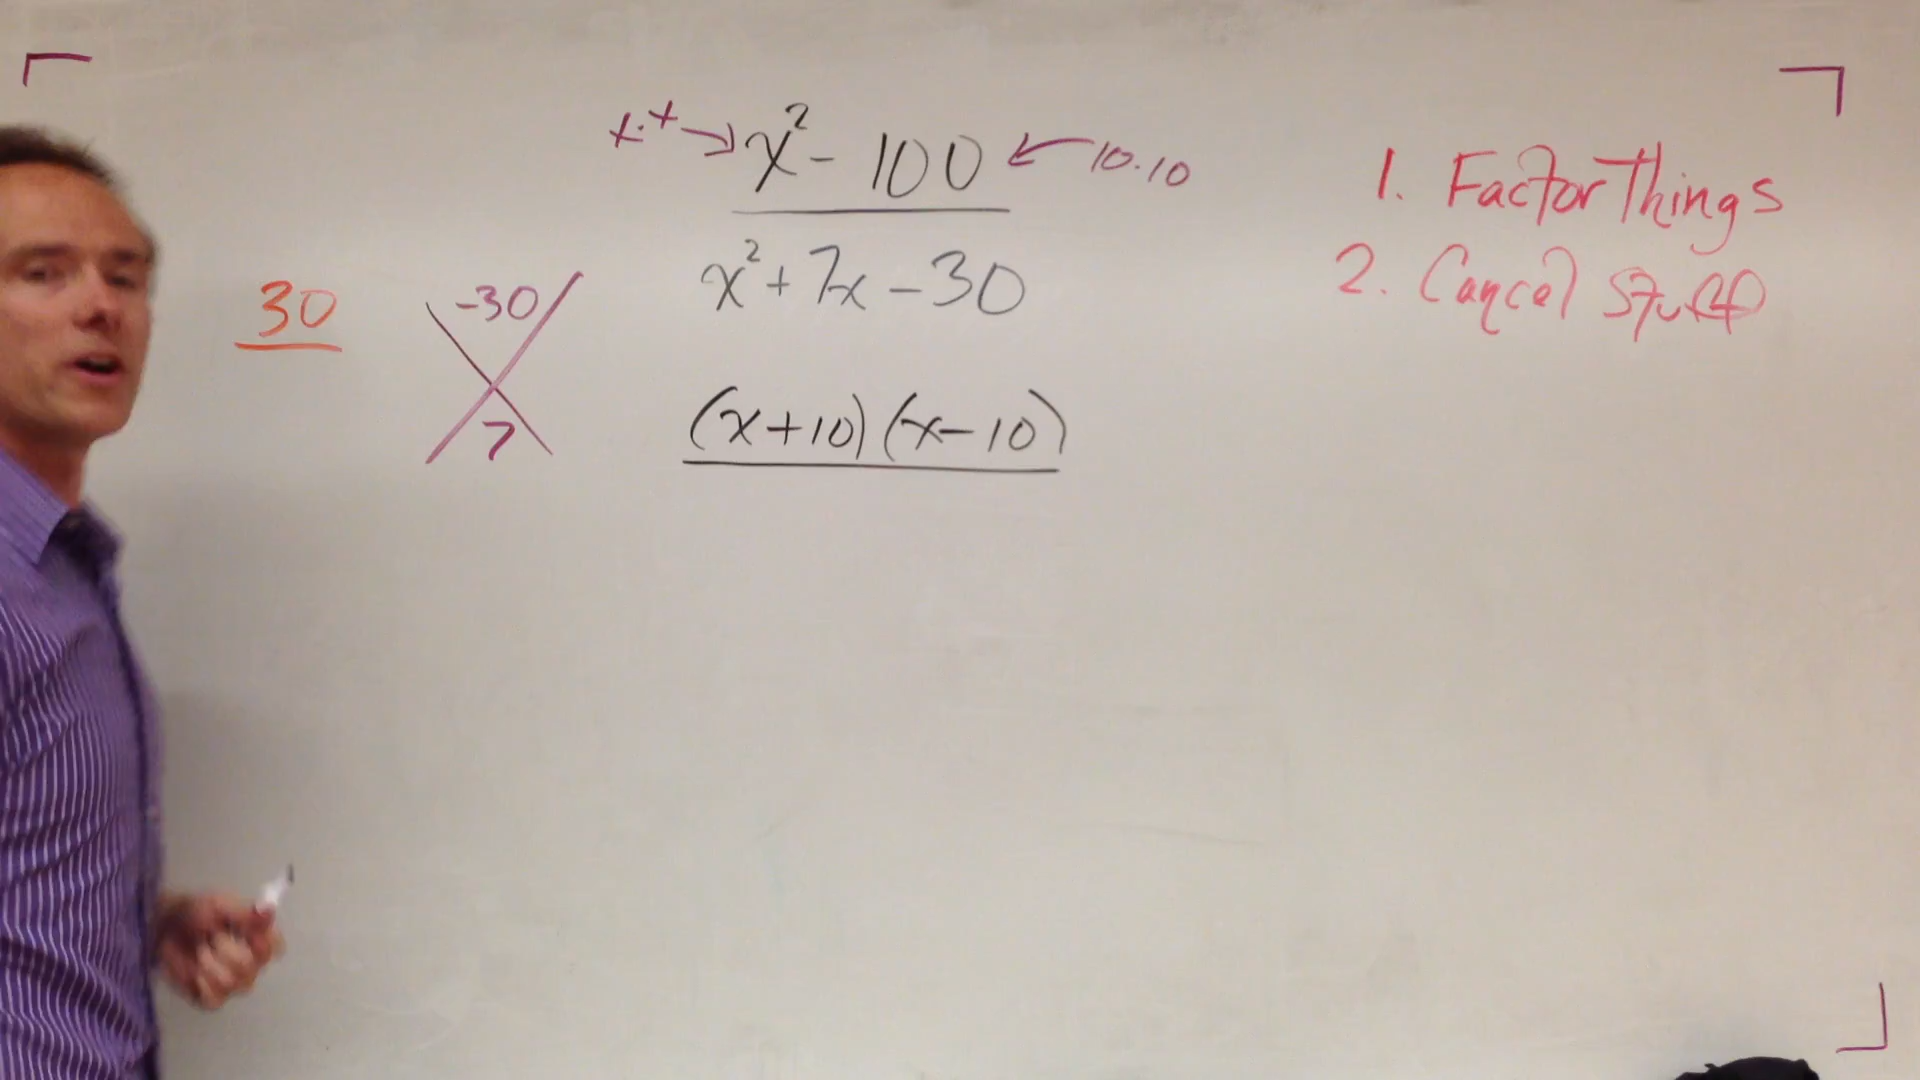 x·x → x² - 100 ← 10.10
x² + 7x - 30
(x+10)(x-10)
30
-30
7
1. Factor Things
2. Cancel Stuff